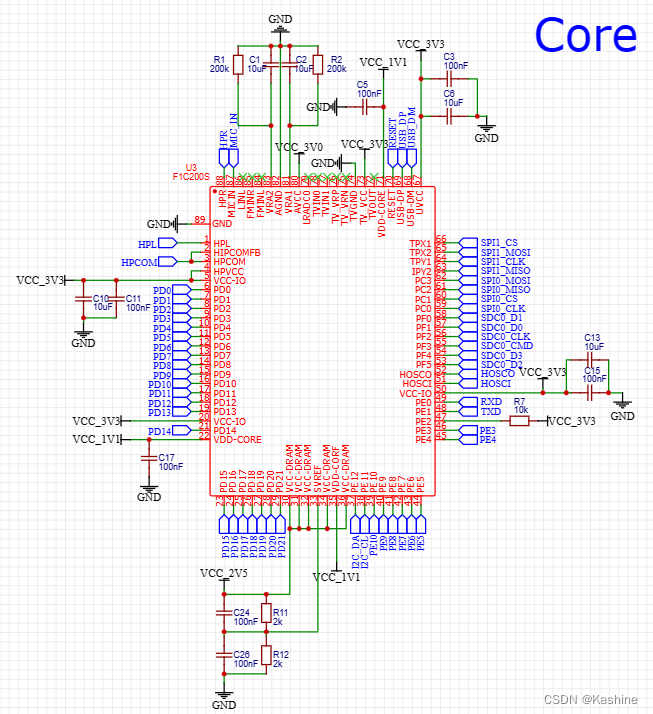 Core
GND
R1
200k
C1
10uF
C2
10uF
R2
200k
VCC_3V3
C3
100nF
C6
10uF
GND
VCC_1V1
C5
100nF
GND
HPR
MIC_IN
VCC_3V0
GND
VCC_3V3
RESET
USB_DP
USB_DM
U3
F1C200S
88 HPR
87 MICIN
86 LINL
85 FMINR
84 FMINL
83 VRA2
82 AGND
81 VRA1
80 AVCC
79 LRADC0
78 TVIN0
77 TVIN1
76 TV_VRP
75 TV_VRN
74 TVGND
73 TV_VCC
72 TVOUT
71 VDD-CORE
70 RESET
69 USB-DP
68 USB-DM
67 UVCC
GND 89 GND
HPL 1 HPL
2 HPCOMFB
HPCOM 3 HPCOM
4 HPVCC
VCC_3V3 5 VCC-IO
C10
10uF
C11
100nF
GND
PD0 6 PD0
PD1 7 PD1
PD2 8 PD2
PD3 9 PD3
PD4 10 PD4
PD5 11 PD5
PD6 12 PD6
PD7 13 PD7
PD8 14 PD8
PD9 15 PD9
PD10 16 PD10
PD11 17 PD11
PD12 18 PD12
PD13 19 PD13
VCC_3V3 20 VCC-IO
PD14 21 PD14
VCC_1V1 22 VDD-CORE
C17
100nF
GND
TPX1 66 SPI1_CS
TPX2 65 SPI1_MOSI
TPY1 64 SPI1_CLK
TPY2 63 SPI1_MISO
PC3 62 SPI0_MOSI
PC2 61 SPI0_MISO
PC1 60 SPI0_CS
PC0 59 SPI0_CLK
PF0 58 SDC0_D1
PF1 57 SDC0_D0
PF2 56 SDC0_CLK
PF3 55 SDC0_CMD
PF4 54 SDC0_D3
PF5 53 SDC0_D2
HOSCO 52 HOSCO
HOSCI 51 HOSCI
VCC-IO 50
VCC_3V3
C13
10uF
C15
100nF
GND
PE0 49 RXD
PE1 48 TXD
PE2 47
R7
10k
VCC_3V3
PE3 46 PE3
PE4 45 PE4
23 PD15
24 PD16
25 PD17
26 PD18
27 PD19
28 PD20
29 PD21
30 VCC-DRAM
31 VCC-DRAM
32 VCC-DRAM
33 SVREF
34 VCC-DRAM
35 VDD-CORE
36 VCC-DRAM
37 PE12
38 PE11
39 PE10
40 PE9
41 PE8
42 PE7
43 PE6
44 PE5
PD15
PD16
PD17
PD18
PD19
PD20
PD21
I2C_DA
I2C_CL
PE10
PE9
PE8
PE7
PE6
PE5
VCC_1V1
VCC_2V5
C24
100nF
R11
2k
C26
100nF
R12
2k
GND
CSDN @Kashine